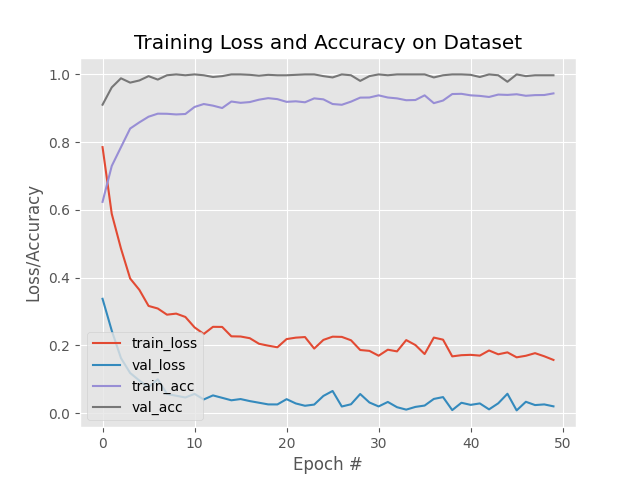 Training Loss and Accuracy on Dataset
Loss/Accuracy
1.0
0.8
0.6
0.4
0.2
0.0
train_loss
val_loss
train_acc
val_acc
0
10
20
30
40
50
Epoch #